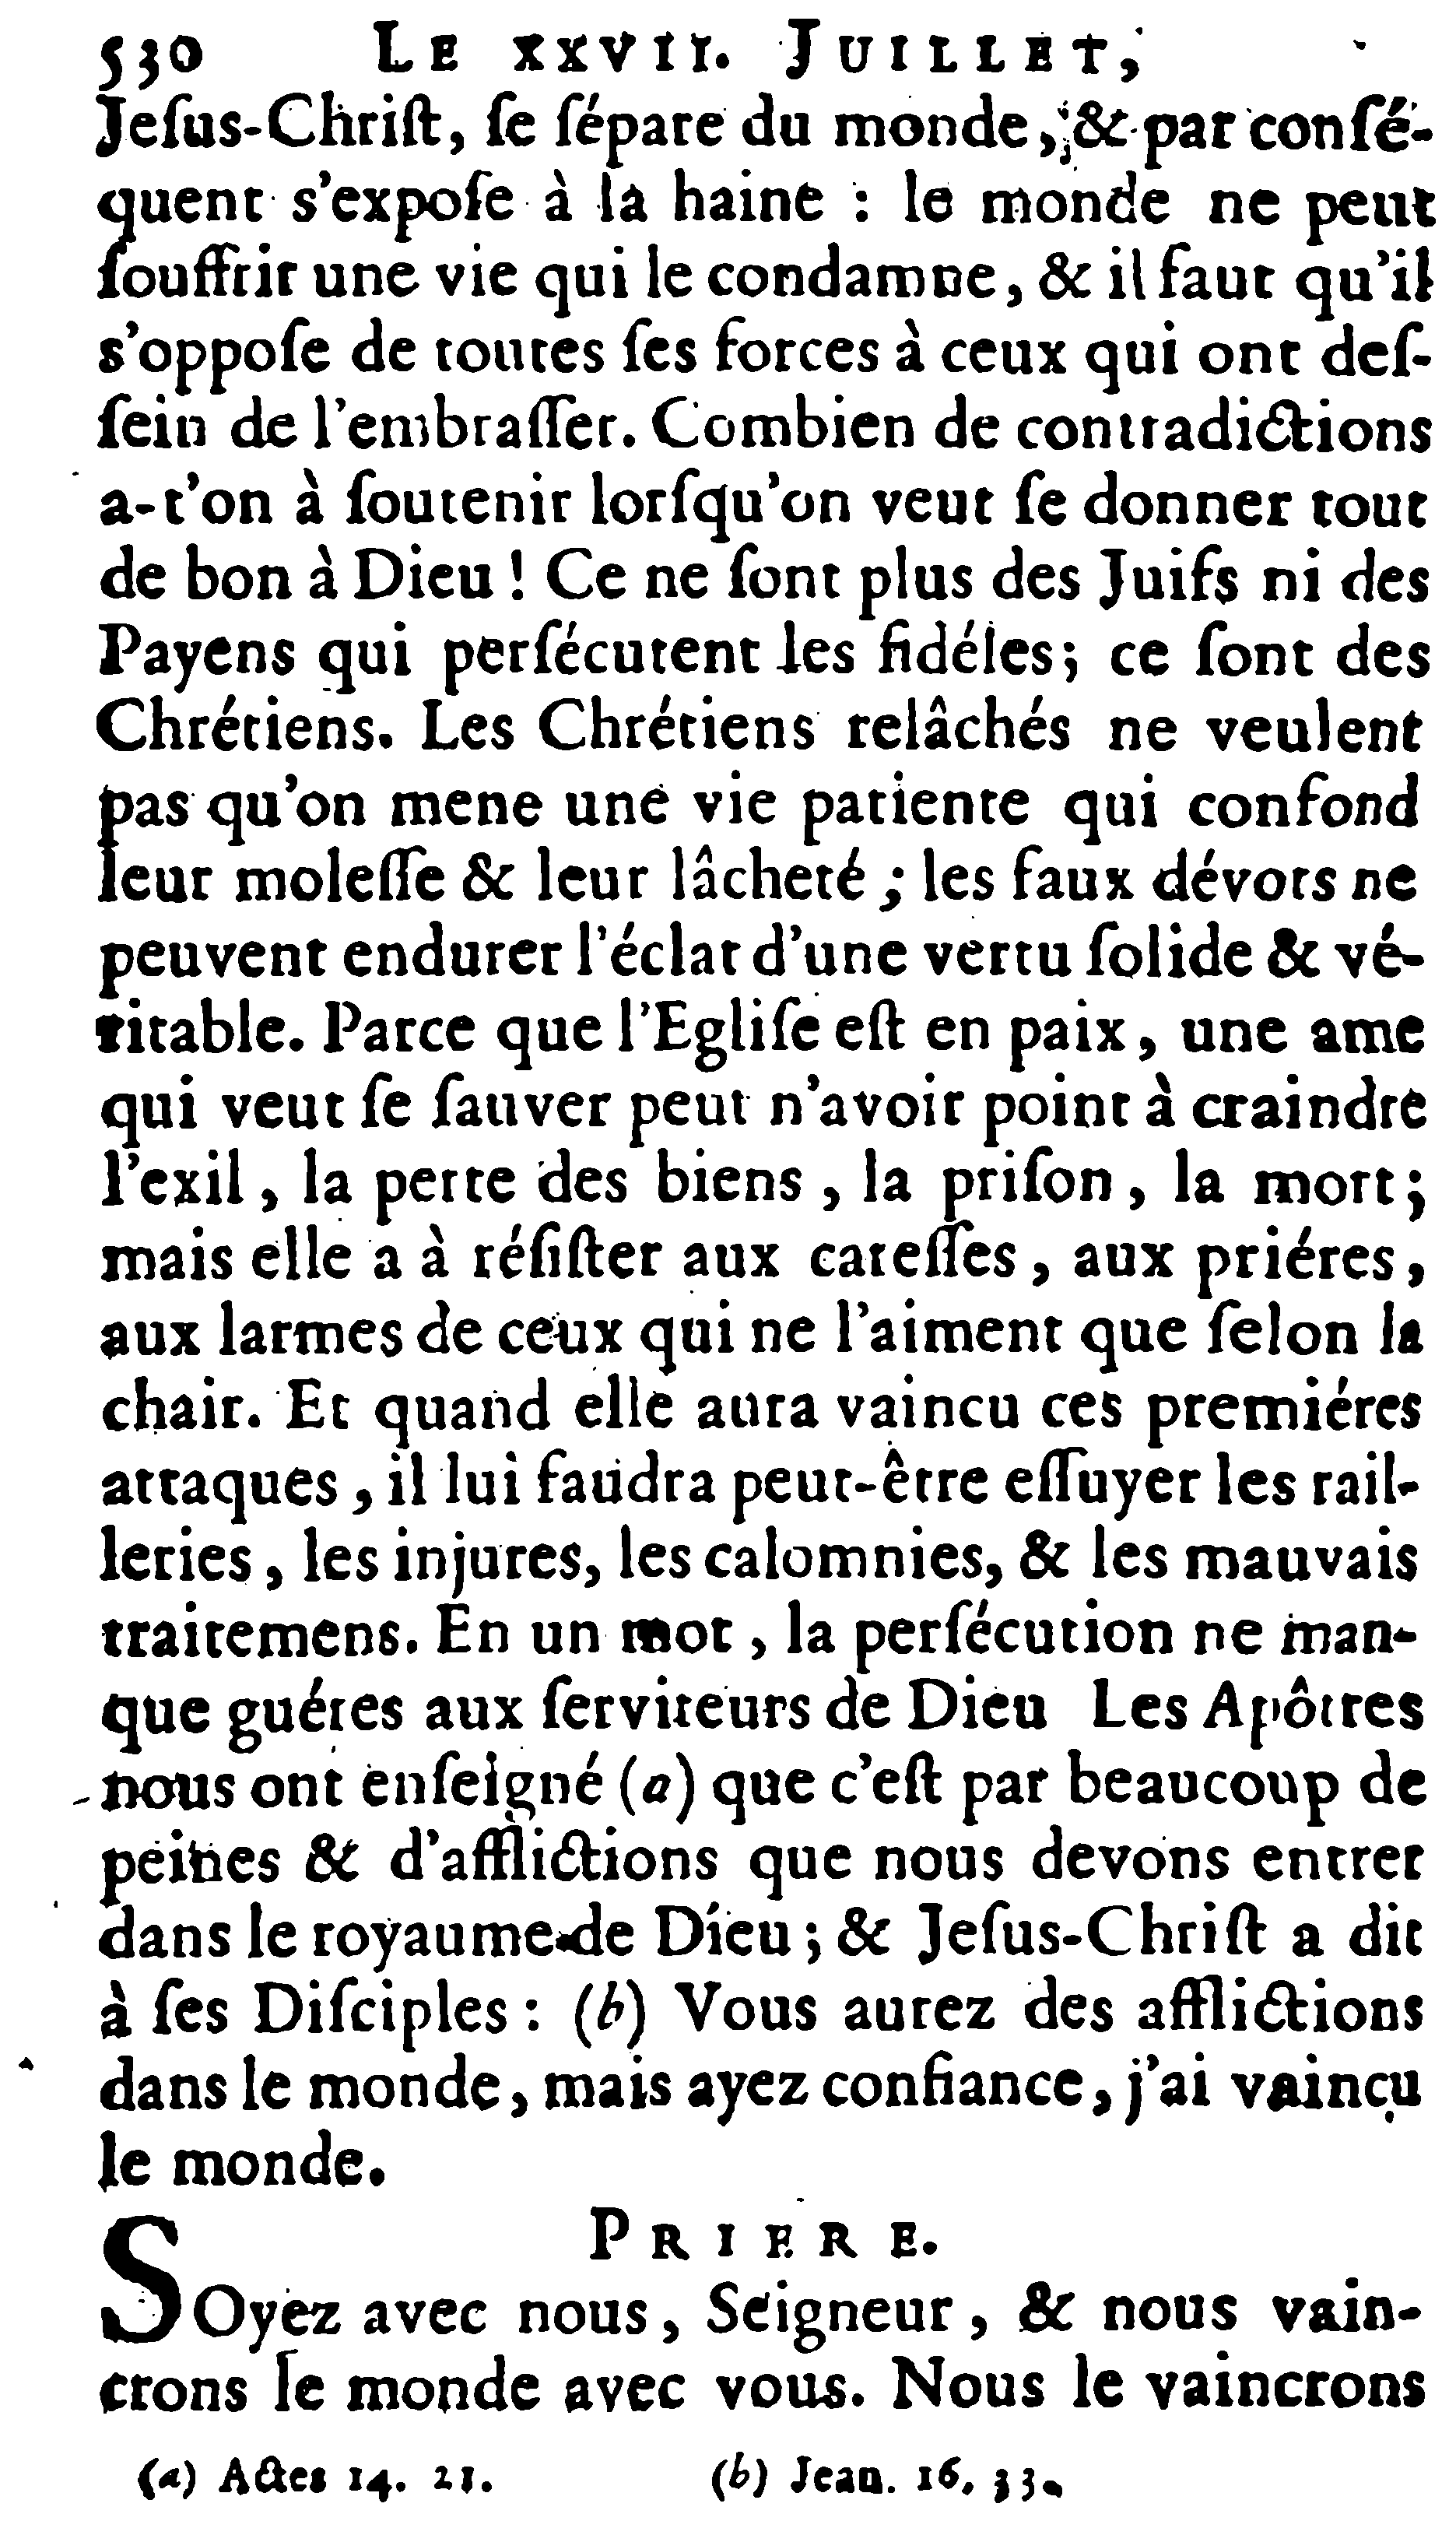 530 LE XXVII. JUILLET,
Jeſus-Chriſt, ſe ſépare du monde, & par conſé-
quent s'expoſe à la haine : le monde ne peut
ſouffrir une vie qui le condamne, & il faut qu'il
s'oppoſe de toutes ſes forces à ceux qui ont deſ-
ſein de l'embraſſer. Combien de contradictions
a-t'on à ſoutenir lorſqu'on veut ſe donner tout
de bon à Dieu ! Ce ne ſont plus des Juifs ni des
Payens qui perſécutent les fidéles; ce ſont des
Chrétiens. Les Chrétiens relâchés ne veulent
pas qu'on mene une vie patiente qui confond
leur moleſſe & leur lâcheté ; les faux dévots ne
peuvent endurer l'éclat d'une vertu ſolide & vé-
ritable. Parce que l'Egliſe eſt en paix, une ame
qui veut ſe ſauver peut n'avoir point à craindre
l'exil, la perte des biens, la priſon, la mort;
mais elle a à réſiſter aux careſſes, aux priéres,
aux larmes de ceux qui ne l'aiment que ſelon la
chair. Et quand elle aura vaincu ces premiéres
attaques, il lui faudra peut-être eſſuyer les rail-
leries, les injures, les calomnies, & les mauvais
traitemens. En un mot, la perſécution ne man-
que guéres aux ſerviteurs de Dieu Les Apôtres
nous ont enſeigné (a) que c'eſt par beaucoup de
peines & d'afflictions que nous devons entrer
dans le royaume de Dieu ; & Jeſus-Chriſt a dit
à ſes Diſciples : (b) Vous aurez des afflictions
dans le monde, mais ayez confiance, j'ai vaincu
le monde.
PRIERE.
SOyez avec nous, Seigneur, & nous vain-
crons le monde avec vous. Nous le vaincrons
(a) Actes 14. 21. (b) Jean. 16. 33.